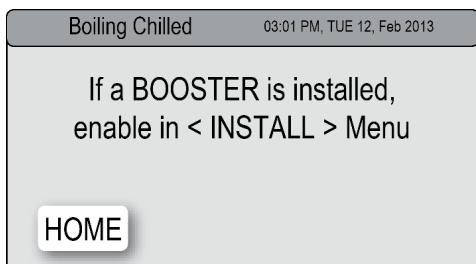 Boiling Chilled 03:01 PM, TUE 12, Feb 2013
If a BOOSTER is installed,
enable in < INSTALL > Menu
HOME